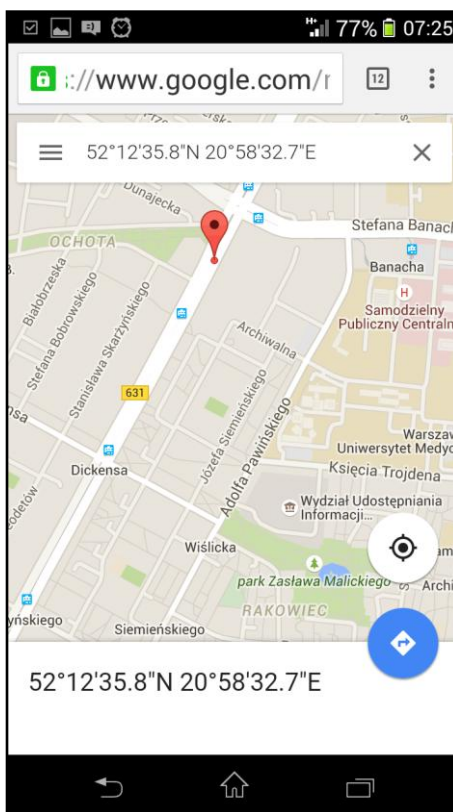 77% 07:25
://www.google.com/
12
52°12'35.8"N 20°58'32.7"E
Dunajecka
Stefana Banach
OCHOTA
Banacha
H
Białobrzeska
Stefana Bobrowskiego
Stanisława Skarżyńskiego
Samodzielny
Publiczny Centraln
Archiwalna
631
Józefa Siemieńskiego
Adolfa Pawińskiego
Warszaw
Uniwersytet Medyc
Dickensa
Księcia Trojdena
Wydział Udostępniania
Informacji...
Wiślicka
park Zasława Malickiego
Archi
RAKOWIEC
yńskiego
Siemieńskiego
52°12'35.8"N 20°58'32.7"E